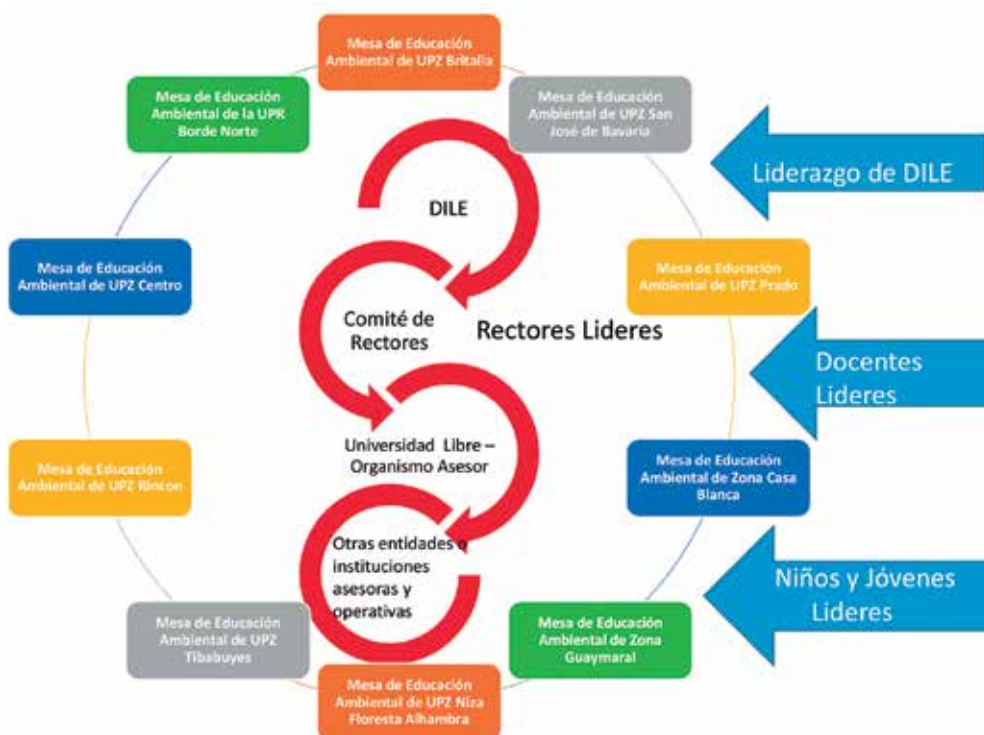 Mesa de Educación
Ambiental de UPZ Britalia
Mesa de Educación
Ambiental de la UPR
Borde Norte
Mesa de Educación
Ambiental de UPZ San
José de Bavaria
Liderazgo de DILE
DILE
Mesa de Educación
Ambiental de UPZ Centro
Mesa de Educación
Ambiental de UPZ Prado
Comité de
Rectores
Rectores Lideres
Docentes
Lideres
Universidad Libre –
Organismo Asesor
Mesa de Educación
Ambiental de UPZ Rincon
Mesa de Educación
Ambiental de Zona Casa
Blanca
Otras entidades o
instituciones
asesoras y
operativas
Niños y Jóvenes
Lideres
Mesa de Educación
Ambiental de UPZ
Tibabuyes
Mesa de Educación
Ambiental de Zona
Guaymaral
Mesa de Educación
Ambiental de UPZ Niza
Floresta Alhambra